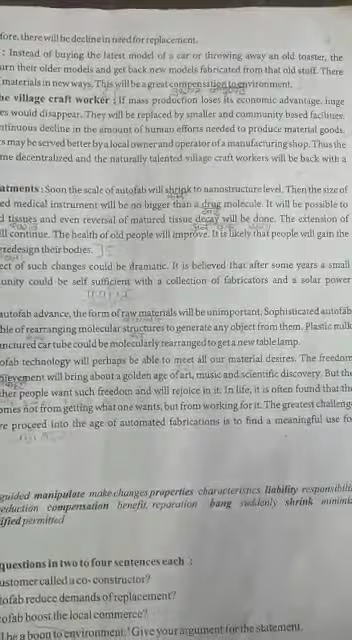 fore, there will be decline in need for replacement.
: Instead of buying the latest model of a car or throwing away an old toaster, the
urn their older models and get back new models fabricated from that old stuff. There
materials in new ways. This will be a great compensation to environment.
he village craft worker : If mass production loses its economic advantage, huge
es would disappear. They will be replaced by smaller and community based facilities.
ntinuous decline in the amount of human efforts needed to produce material goods.
s may be served better by a local owner and operator of a manufacturing shop. Thus the
me decentralized and the naturally talented village craft workers will be back with a
atments : Soon the scale of autofab will shrink to nanostructure level. Then the size of
ed medical instrument will be no bigger than a drug molecule. It will be possible to
d tissues and even reversal of matured tissue decay will be done. The extension of
ill continue. The health of old people will improve. It is likely that people will gain the
redesign their bodies.
ect of such changes could be dramatic. It is believed that after some years a small
unity could be self sufficient with a collection of fabricators and a solar power
autofab advance, the form of raw materials will be unimportant. Sophisticated autofab
ble of rearranging molecular structures to generate any object from them. Plastic milk
unctured car tube could be molecularly rearranged to get a new table lamp.
ofab technology will perhaps be able to meet all our material desires. The freedom
hievement will bring about a golden age of art, music and scientific discovery. But the
ther people want such freedom and will rejoice in it. In life, it is often found that the
omes not from getting what one wants, but from working for it. The greatest challeng
re proceed into the age of automated fabrications is to find a meaningful use fo
guided manipulate make changes properties characteristics liability responsibilit
eduction compensation benefit, reparation bang suddenly shrink minimiz
ified permitted
questions in two to four sentences each :
ustomer called a co- constructor?
tofab reduce demands of replacement?
tofab boost the local commerce?
l be a boon to environment.' Give your argument for the statement.